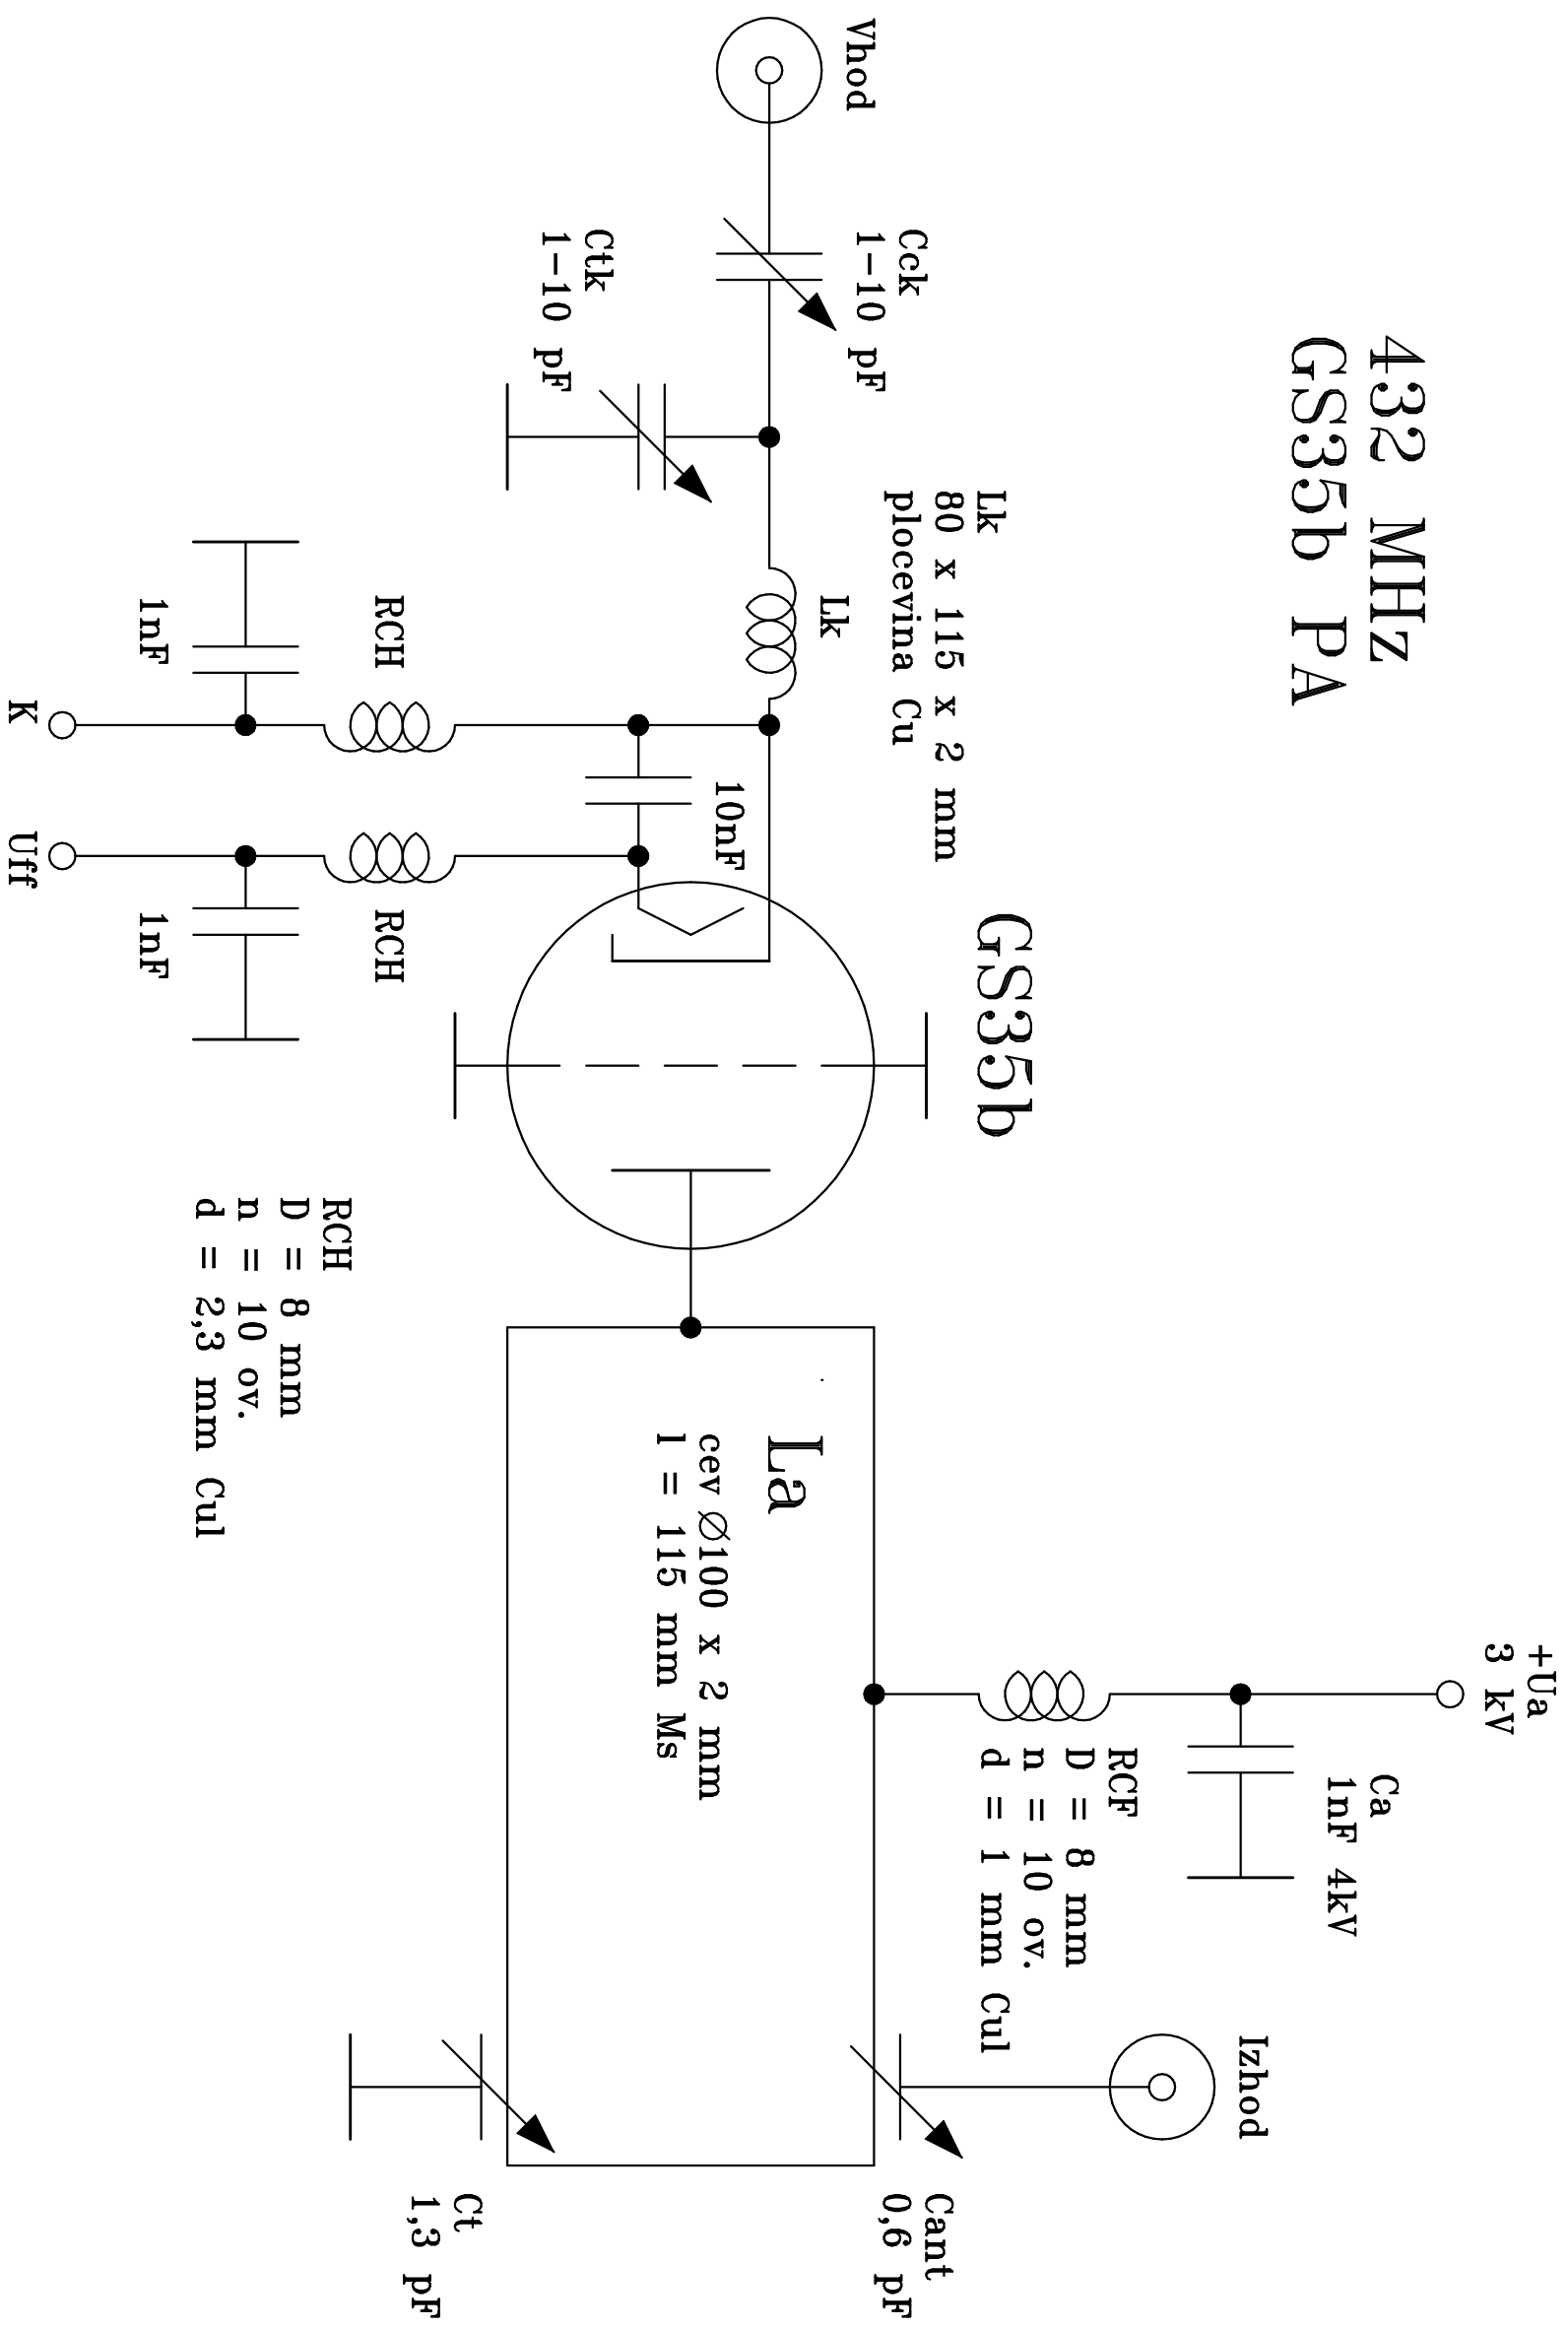 432 MHz
GS35b PA
+Ua
3 kV
Ca
1nF 4kV
Izhod
RCF
D = 8 mm
n = 10 ov.
d = 1 mm Cul
GS35b
Lk
80 x 115 x 2 mm
plocevina Cu
Vhod
Cck
1-10 pF
Lk
La
cev Ø100 x 2 mm
l = 115 mm Ms
Cant
0,6 pF
10nF
Ctk
1-10 pF
Ct
1,3 pF
RCH
RCH
RCH
D = 8 mm
n = 10 ov.
d = 2,3 mm Cul
1nF
1nF
K
Uff